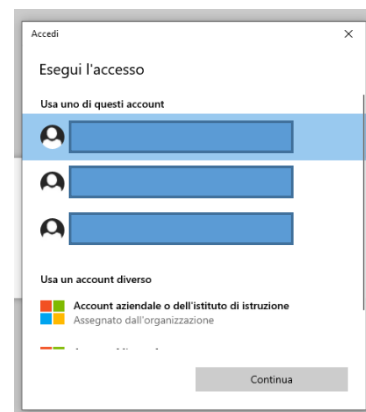 Accedi
Esegui l'accesso
Usa uno di questi account
Usa un account diverso
Account aziendale o dell'istituto di istruzione
Assegnato dall'organizzazione
Continua